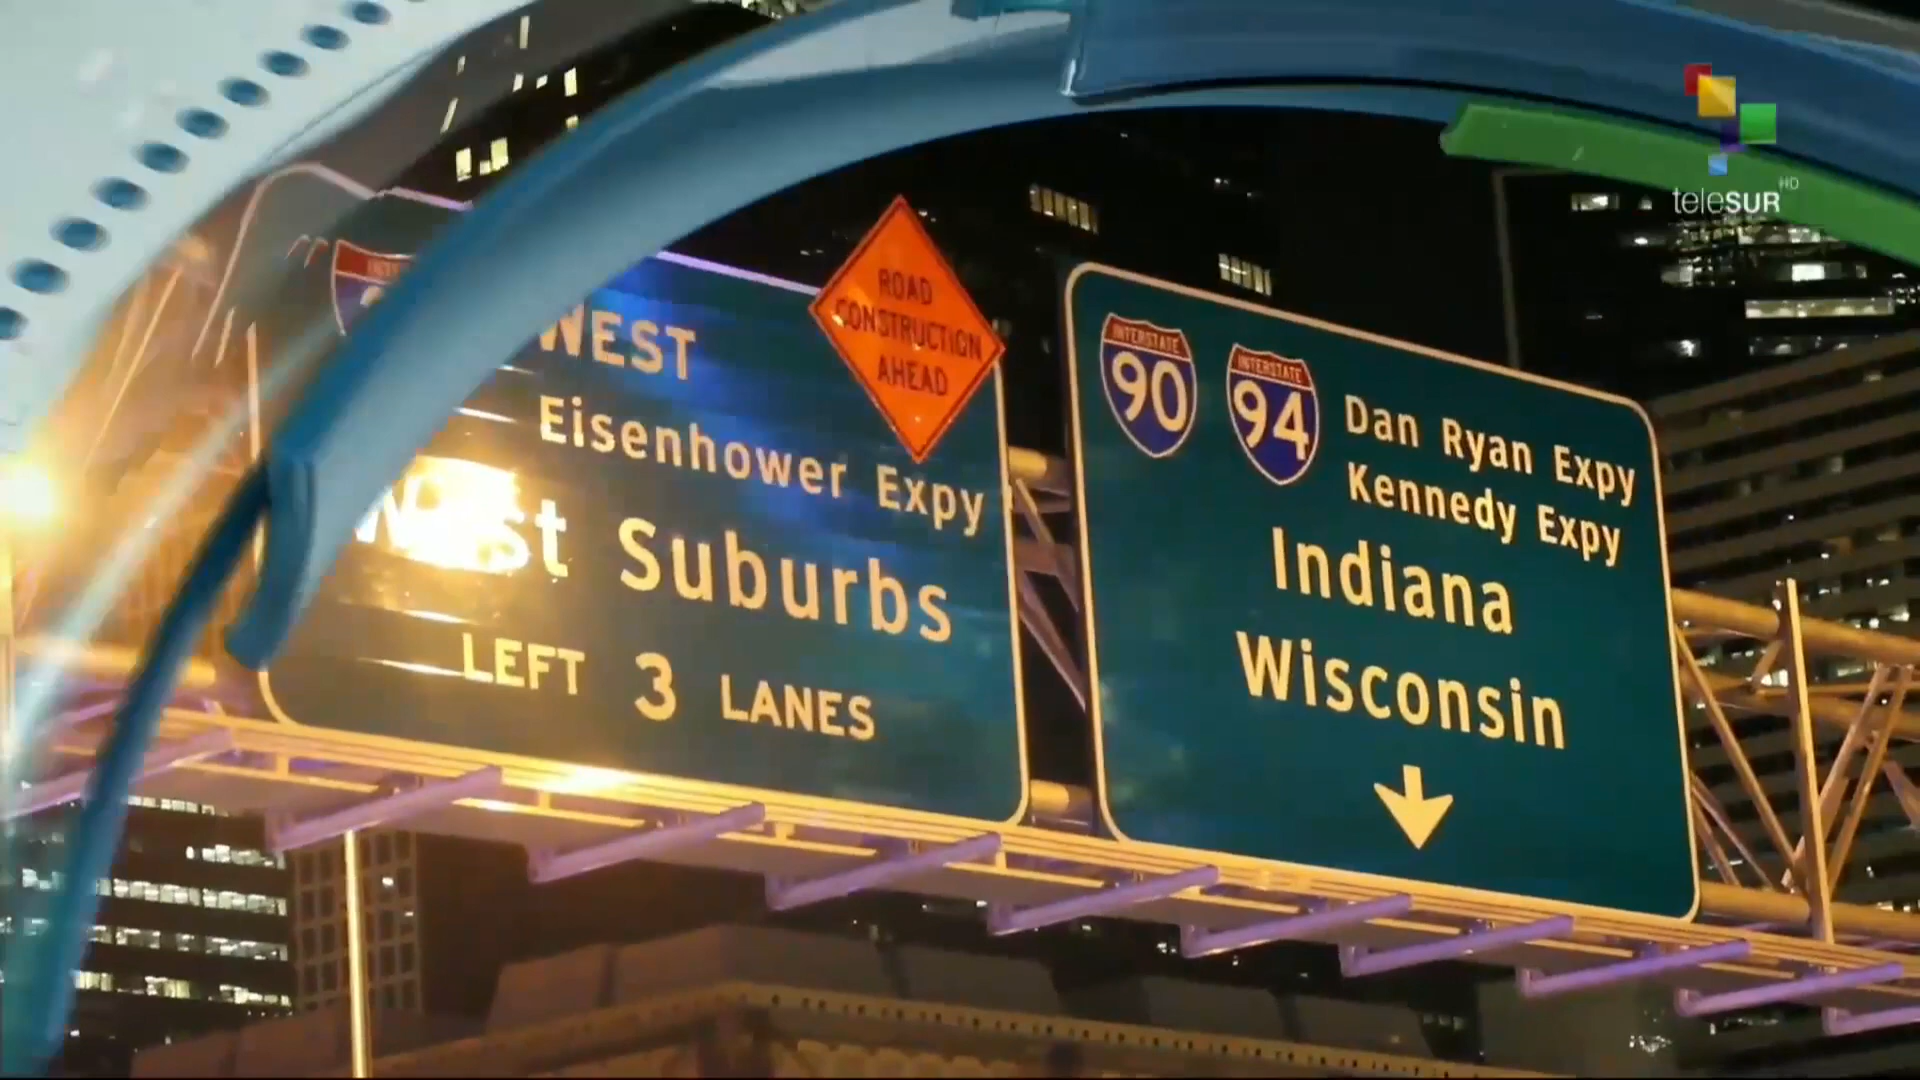 WEST
Eisenhower Expy
West Suburbs
LEFT 3 LANES
ROAD
CONSTRUCTION
AHEAD
INTERSTATE
90
INTERSTATE
94
Dan Ryan Expy
Kennedy Expy
Indiana
Wisconsin
teleSUR HD